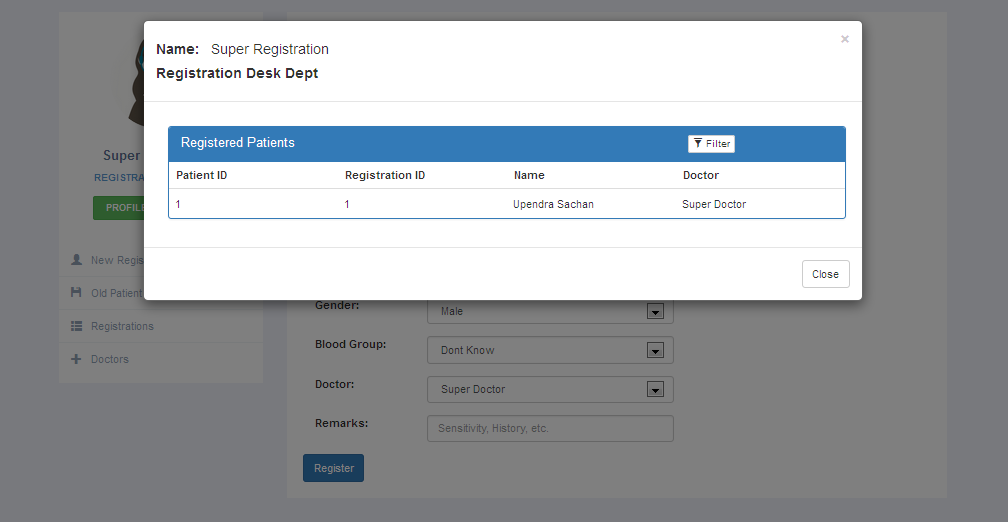 ×
Name: Super Registration
Registration Desk Dept
Registered Patients
Filter
Patient ID Registration ID Name Doctor
1 1 Upendra Sachan Super Doctor
Close
Super
REGISTRA
PROFILE
New Regis
Old Patient
Registrations
Doctors
Gender: Male
Blood Group: Dont Know
Doctor: Super Doctor
Remarks: Sensitivity, History, etc.
Register